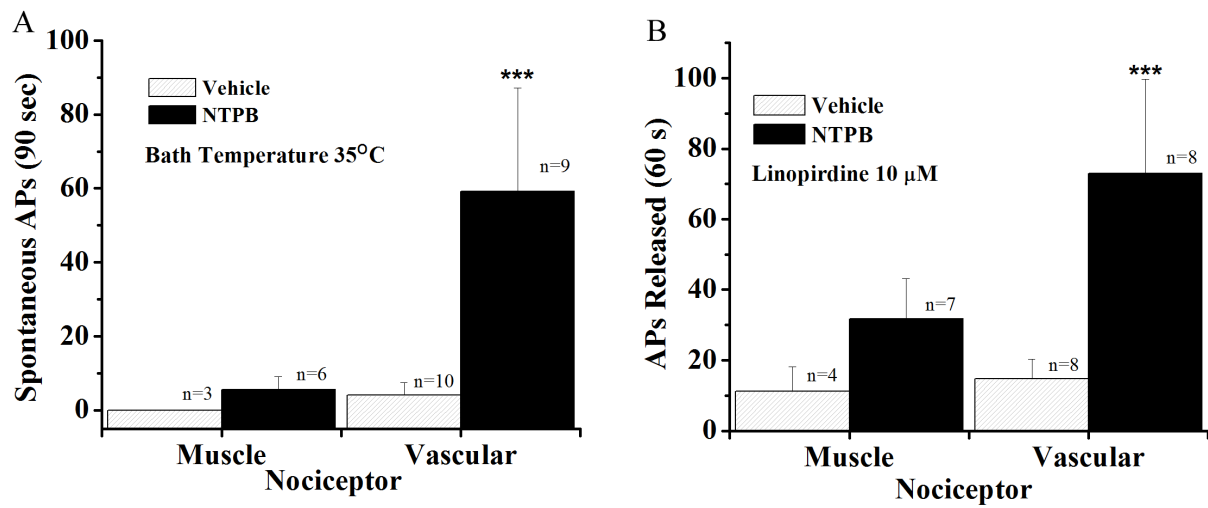 A
Spontaneous APs (90 sec)
100
80
60
40
20
0
Vehicle
NTPB
Bath Temperature 35°C
***
n=3
n=6
n=10
n=9
Muscle
Vascular
Nociceptor
B
APs Released (60 s)
100
80
60
40
20
0
Vehicle
NTPB
Linopirdine 10 µM
***
n=4
n=7
n=8
n=8
Muscle
Vascular
Nociceptor